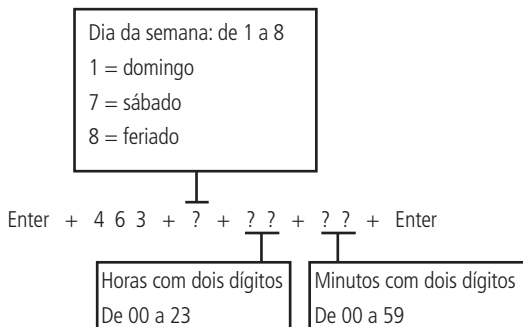 Dia da semana: de 1 a 8
1 = domingo
7 = sábado
8 = feriado
Enter + 4 6 3 + ? + ? ? + ? ? + Enter
Horas com dois dígitos
De 00 a 23
Minutos com dois dígitos
De 00 a 59